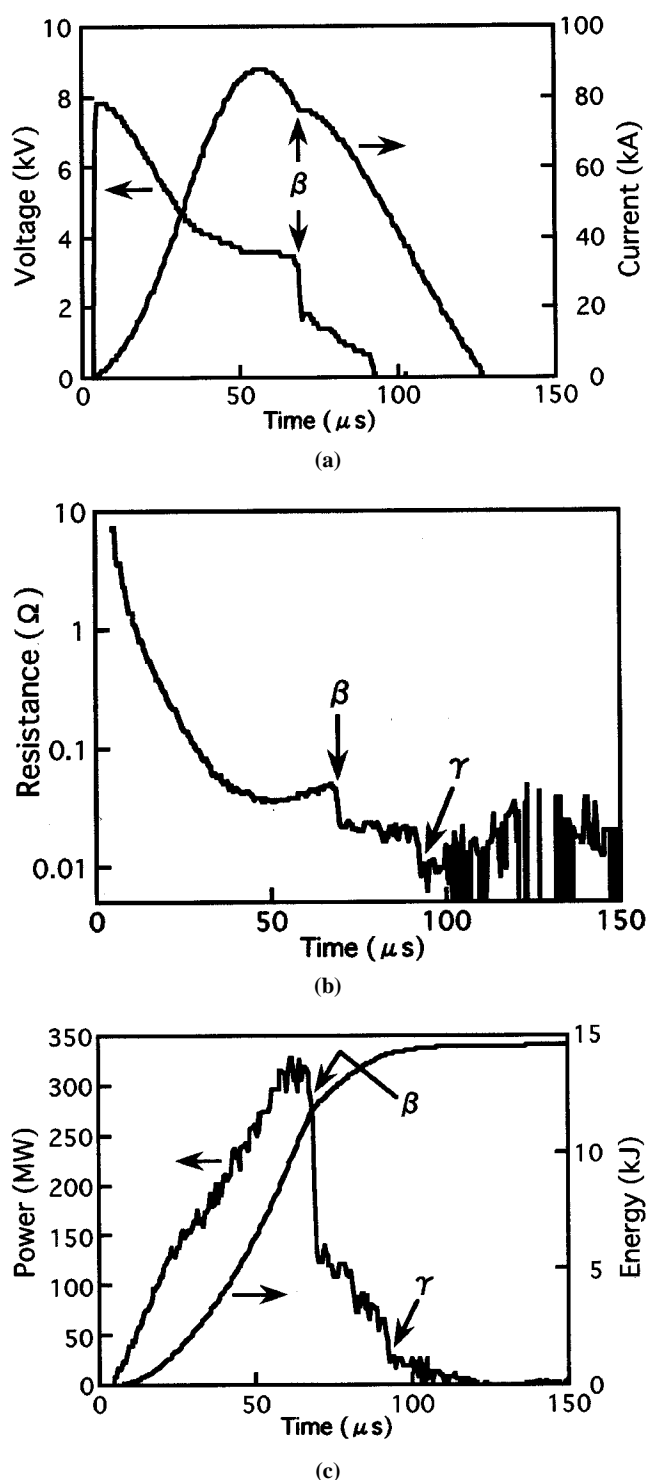 10
8
6
4
2
0
Voltage (kV)
100
80
60
40
20
0
Current (kA)
β
0
50
100
150
Time (μs)
(a)
10
1
0.1
0.01
Resistance (Ω)
β
γ
0
50
100
150
Time (μs)
(b)
350
300
250
200
150
100
50
0
Power (MW)
15
10
5
0
Energy (kJ)
β
γ
0
50
100
150
Time (μs)
(c)